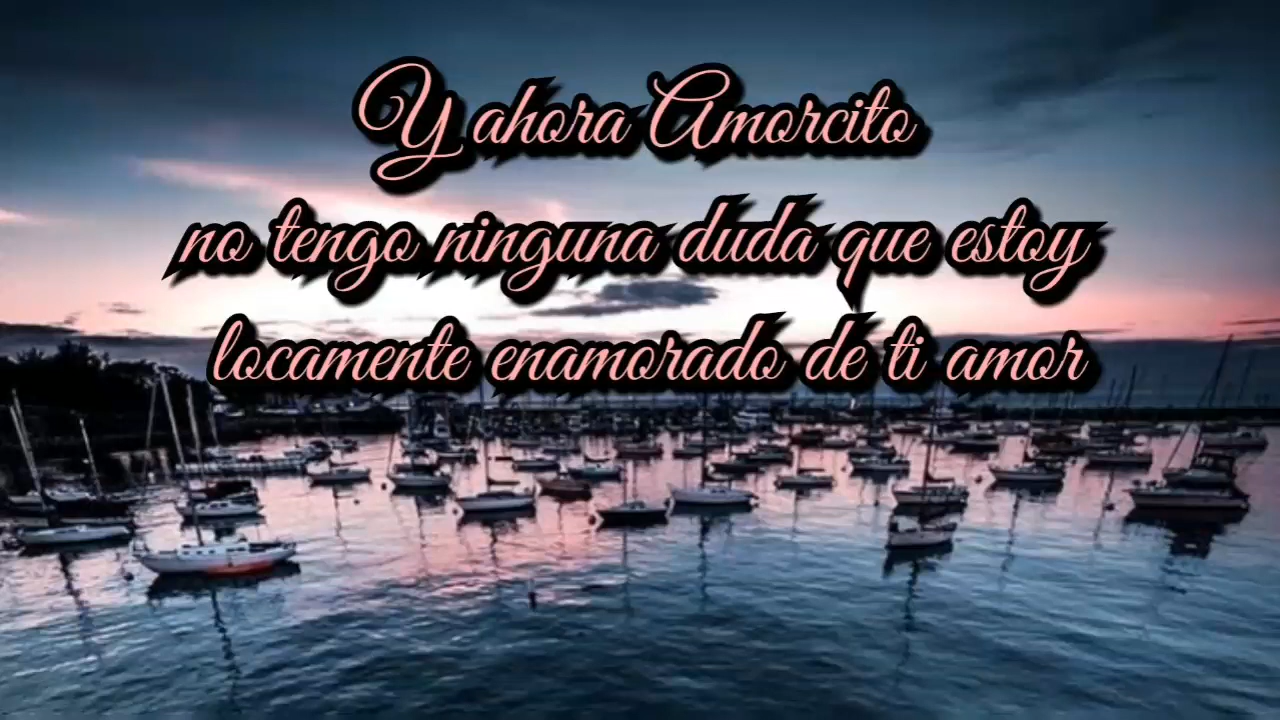 Y ahora Amorcito
no tengo ninguna duda que estoy
locamente enamorado de ti amor